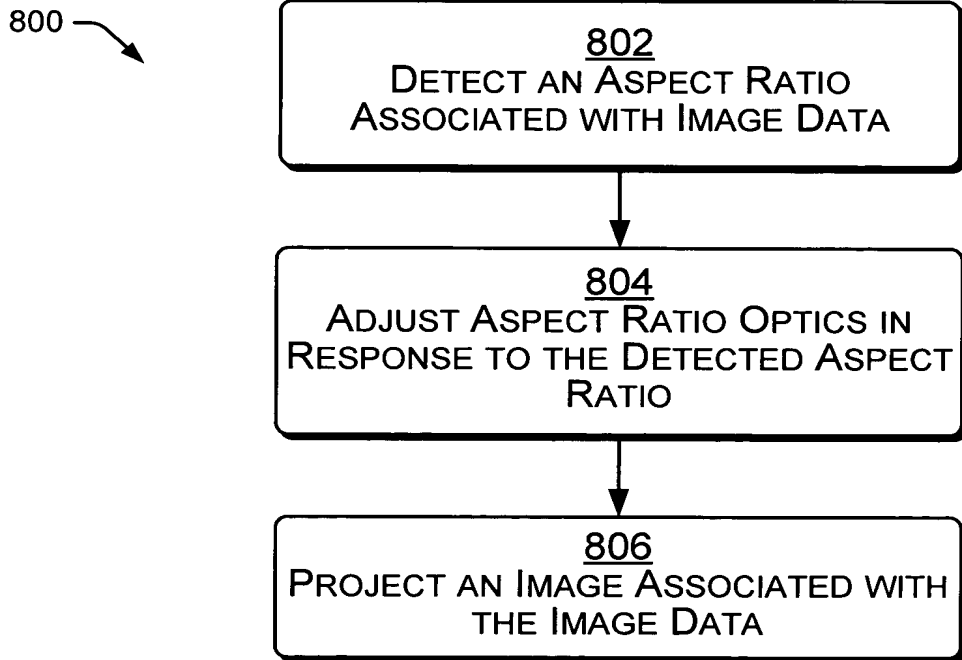 800
802
DETECT AN ASPECT RATIO
ASSOCIATED WITH IMAGE DATA
804
ADJUST ASPECT RATIO OPTICS IN
RESPONSE TO THE DETECTED ASPECT
RATIO
806
PROJECT AN IMAGE ASSOCIATED WITH
THE IMAGE DATA